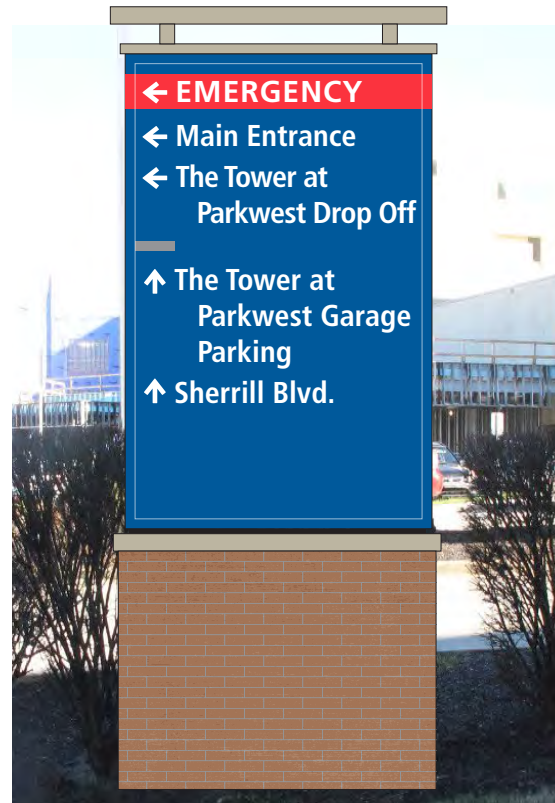 ← EMERGENCY
← Main Entrance
← The Tower at
Parkwest Drop Off
↑ The Tower at
Parkwest Garage
Parking
↑ Sherrill Blvd.